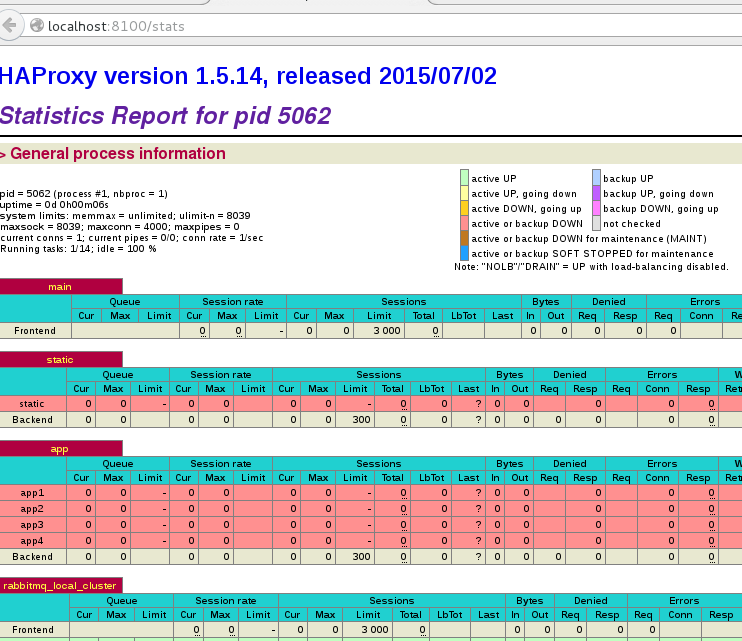 localhost:8100/stats
HAProxy version 1.5.14, released 2015/07/02
Statistics Report for pid 5062
> General process information
pid = 5062 (process #1, nbproc = 1)
uptime = 0d 0h00m06s
system limits: memmax = unlimited; ulimit-n = 8039
maxsock = 8039; maxconn = 4000; maxpipes = 0
current conns = 1; current pipes = 0/0; conn rate = 1/sec
Running tasks: 1/14; idle = 100 %
active UP backup UP
active UP, going down backup UP, going down
active DOWN, going up backup DOWN, going up
active or backup DOWN not checked
active or backup DOWN for maintenance (MAINT)
active or backup SOFT STOPPED for maintenance
Note: "NOLB"/"DRAIN" = UP with load-balancing disabled.
main
Queue Session rate Sessions Bytes Denied Errors
Cur Max Limit Cur Max Limit Cur Max Limit Total LbTot Last In Out Req Resp Req Conn Re
Frontend 0 0 - 0 0 3 000 0 0 0 0 0 0
static
Queue Session rate Sessions Bytes Denied Errors W
Cur Max Limit Cur Max Limit Cur Max Limit Total LbTot Last In Out Req Resp Req Conn Resp Retr
static 0 0 - 0 0 0 0 - 0 0 ? 0 0 0 0 0
Backend 0 0 0 0 0 0 300 0 0 ? 0 0 0 0 0 0
app
Queue Session rate Sessions Bytes Denied Errors W
Cur Max Limit Cur Max Limit Cur Max Limit Total LbTot Last In Out Req Resp Req Conn Resp Retr
app1 0 0 - 0 0 0 0 - 0 0 ? 0 0 0 0 0
app2 0 0 - 0 0 0 0 - 0 0 ? 0 0 0 0 0
app3 0 0 - 0 0 0 0 - 0 0 ? 0 0 0 0 0
app4 0 0 - 0 0 0 0 - 0 0 ? 0 0 0 0 0
Backend 0 0 0 0 0 0 300 0 0 ? 0 0 0 0 0 0
rabbitmq_local_cluster
Queue Session rate Sessions Bytes Denied Errors
Cur Max Limit Cur Max Limit Cur Max Limit Total LbTot Last In Out Req Resp Req Conn Resp
Frontend 0 0 - 0 0 3 000 0 0 0 0 0 0